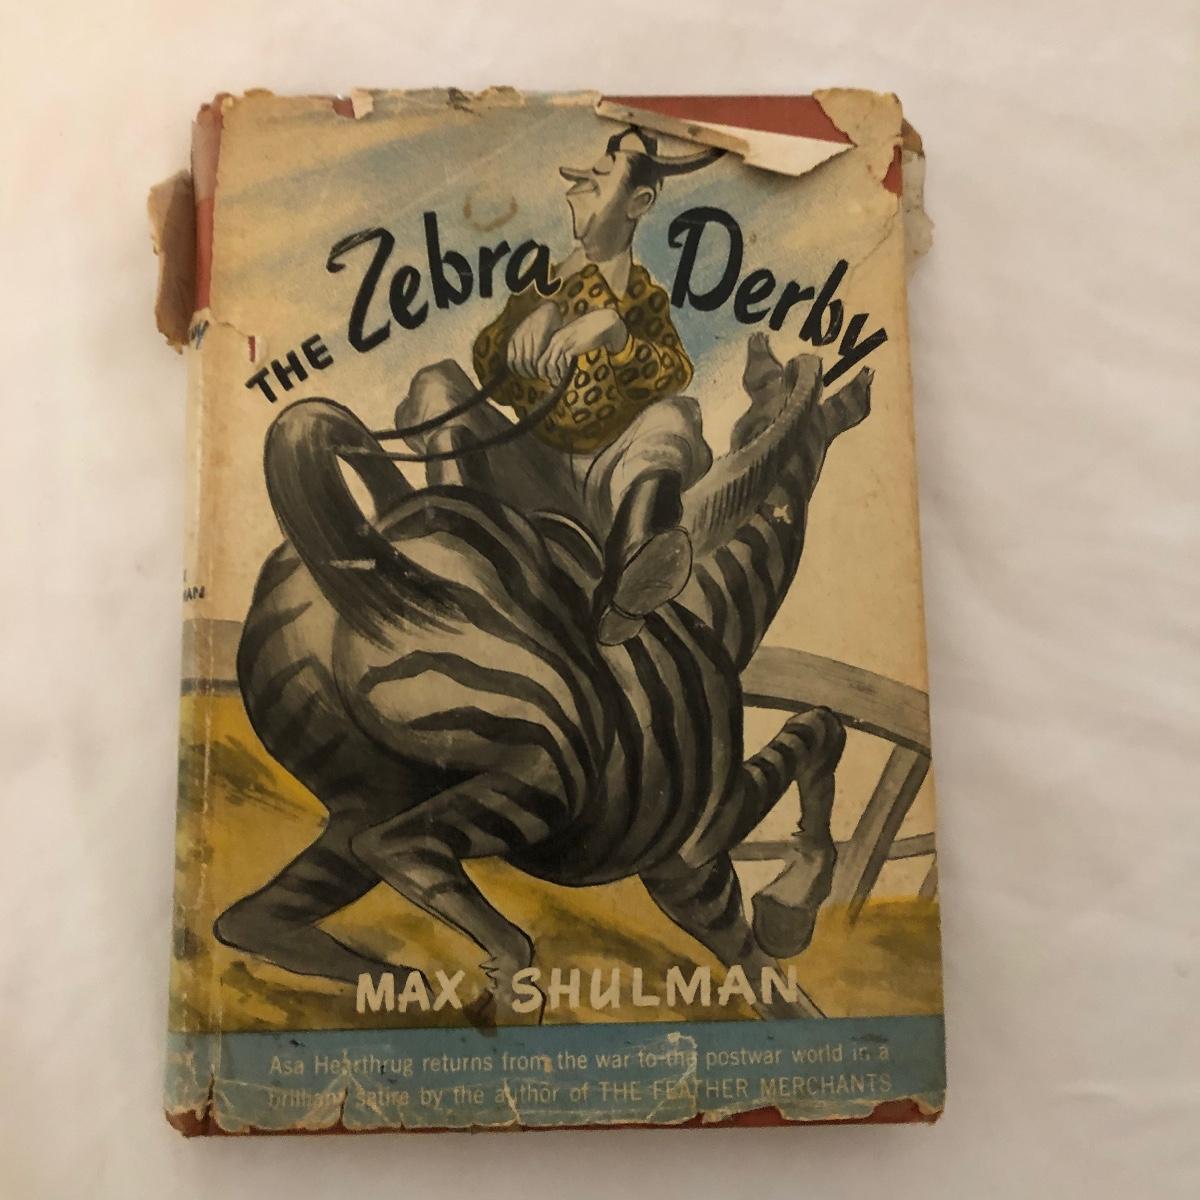 THE Zebra Derby
MAX SHULMAN
Asa Hearthrug returns from the war to the postwar world in a
brilliant satire by the author of THE FEATHER MERCHANTS